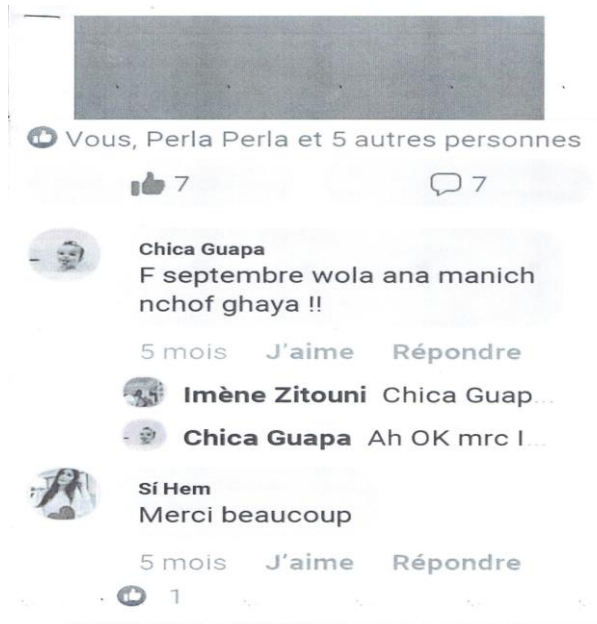 Vous, Perla Perla et 5 autres personnes
7
7
Chica Guapa
F septembre wola ana manich
nchof ghaya !!
5 mois J'aime Répondre
Imène Zitouni Chica Guap...
Chica Guapa Ah OK mrc I...
Sí Hem
Merci beaucoup
5 mois J'aime Répondre
1